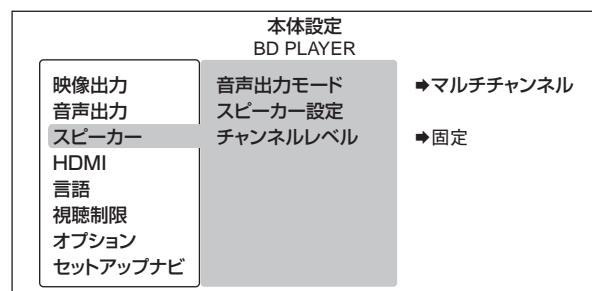 本体設定
BD PLAYER
映像出力 音声出力モード ➡マルチチャンネル
音声出力 スピーカー設定
スピーカー チャンネルレベル ➡固定
HDMI
言語
視聴制限
オプション
セットアップナビ